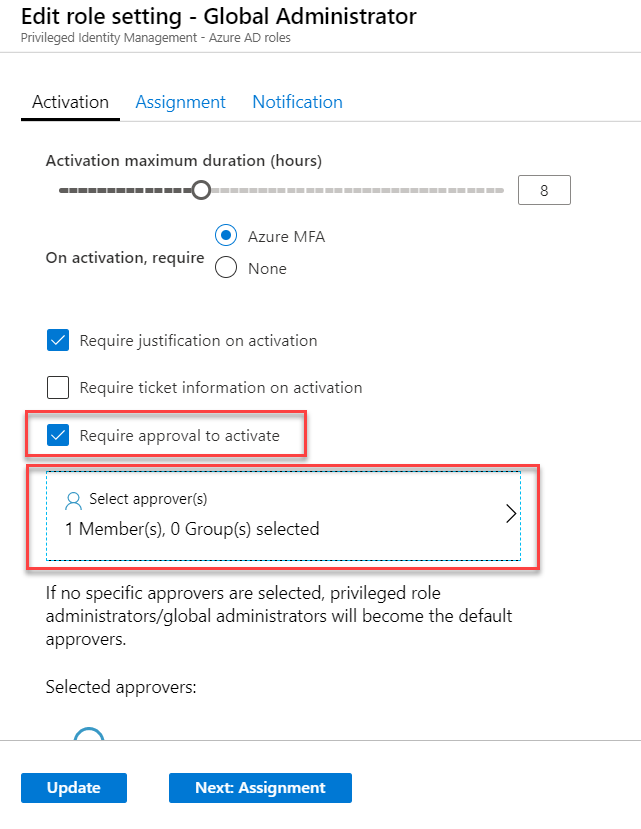 Edit role setting - Global Administrator
Privileged Identity Management - Azure AD roles
Activation
Assignment
Notification
Activation maximum duration (hours)
8
On activation, require
Azure MFA
None
Require justification on activation
Require ticket information on activation
Require approval to activate
Select approver(s)
1 Member(s), 0 Group(s) selected
If no specific approvers are selected, privileged role
administrators/global administrators will become the default
approvers.
Selected approvers:
Update
Next: Assignment